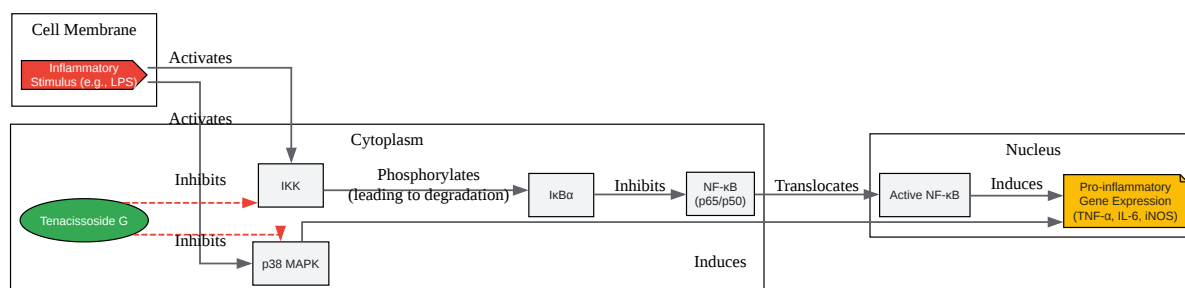 Cell Membrane
Inflammatory
Stimulus (e.g., LPS)
Activates
Activates
Cytoplasm
Nucleus
Inhibits
IKK
Phosphorylates
(leading to degradation)
IκBα
Inhibits
NF-κB
(p65/p50)
Translocates
Active NF-κB
Induces
Pro-inflammatory
Gene Expression
(TNF-α, IL-6, iNOS)
Tenacissoside G
Inhibits
p38 MAPK
Induces